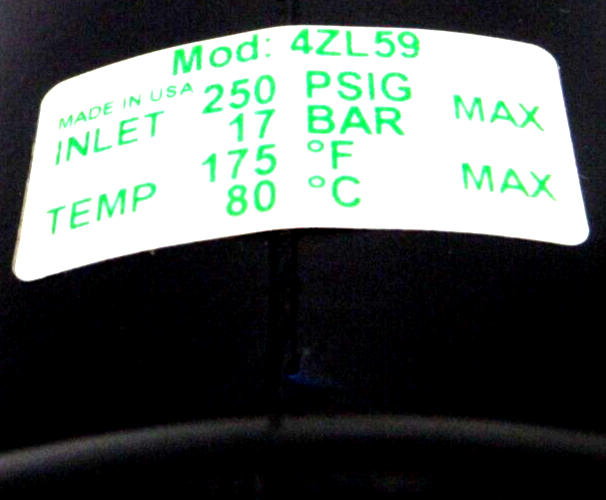 Mod: 4ZL59
MADE IN USA
INLET 250 PSIG MAX
17 BAR
TEMP 175 °F MAX
80 °C